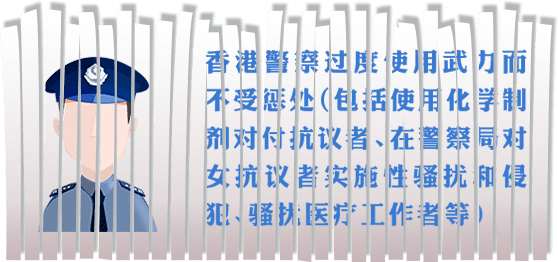 香港警察过度使用武力而
不受惩处(包括使用化学制
剂对付抗议者、在警察局对
女抗议者实施性骚扰和侵
犯、骚扰医疗工作者等)